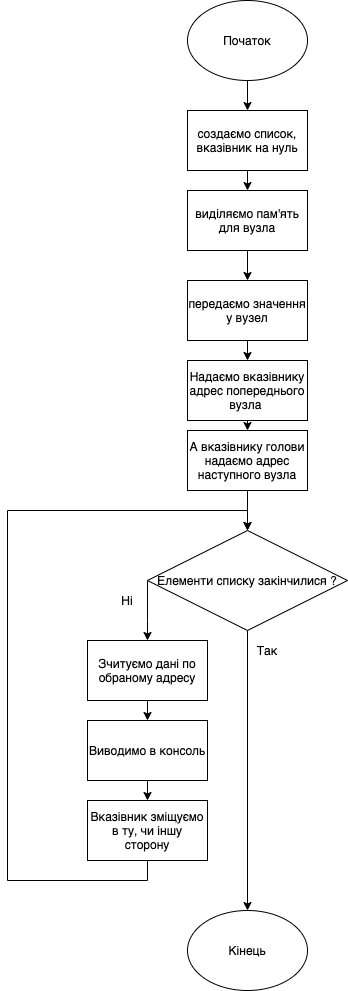 Початок
создаємо список,
вказівник на нуль
виділяємо пам'ять
для вузла
передаємо значення
у вузел
Надаємо вказівнику
адрес попереднього
вузла
А вказівнику голови
надаємо адрес
наступного вузла
Елементи списку закінчилися ?
Ні
Так
Зчитуємо дані по
обраному адресу
Виводимо в консоль
Вказівник зміщуємо
в ту, чи іншу
сторону
Кінець